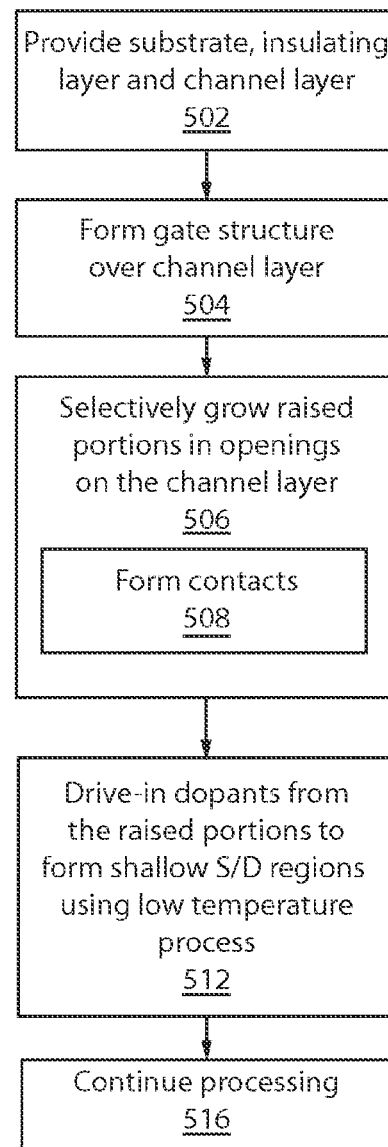 Provide substrate, insulating
layer and channel layer
502
Form gate structure
over channel layer
504
Selectively grow raised
portions in openings
on the channel layer
506
Form contacts
508
Drive-in dopants from
the raised portions to
form shallow S/D regions
using low temperature
process
512
Continue processing
516